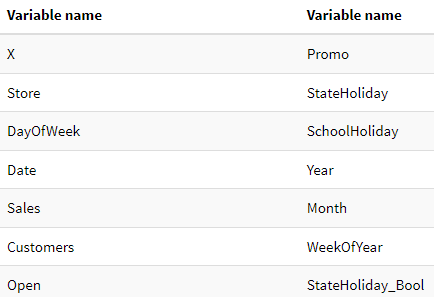 Variable name Variable name
X Promo
Store StateHoliday
DayOfWeek SchoolHoliday
Date Year
Sales Month
Customers WeekOfYear
Open StateHoliday_Bool